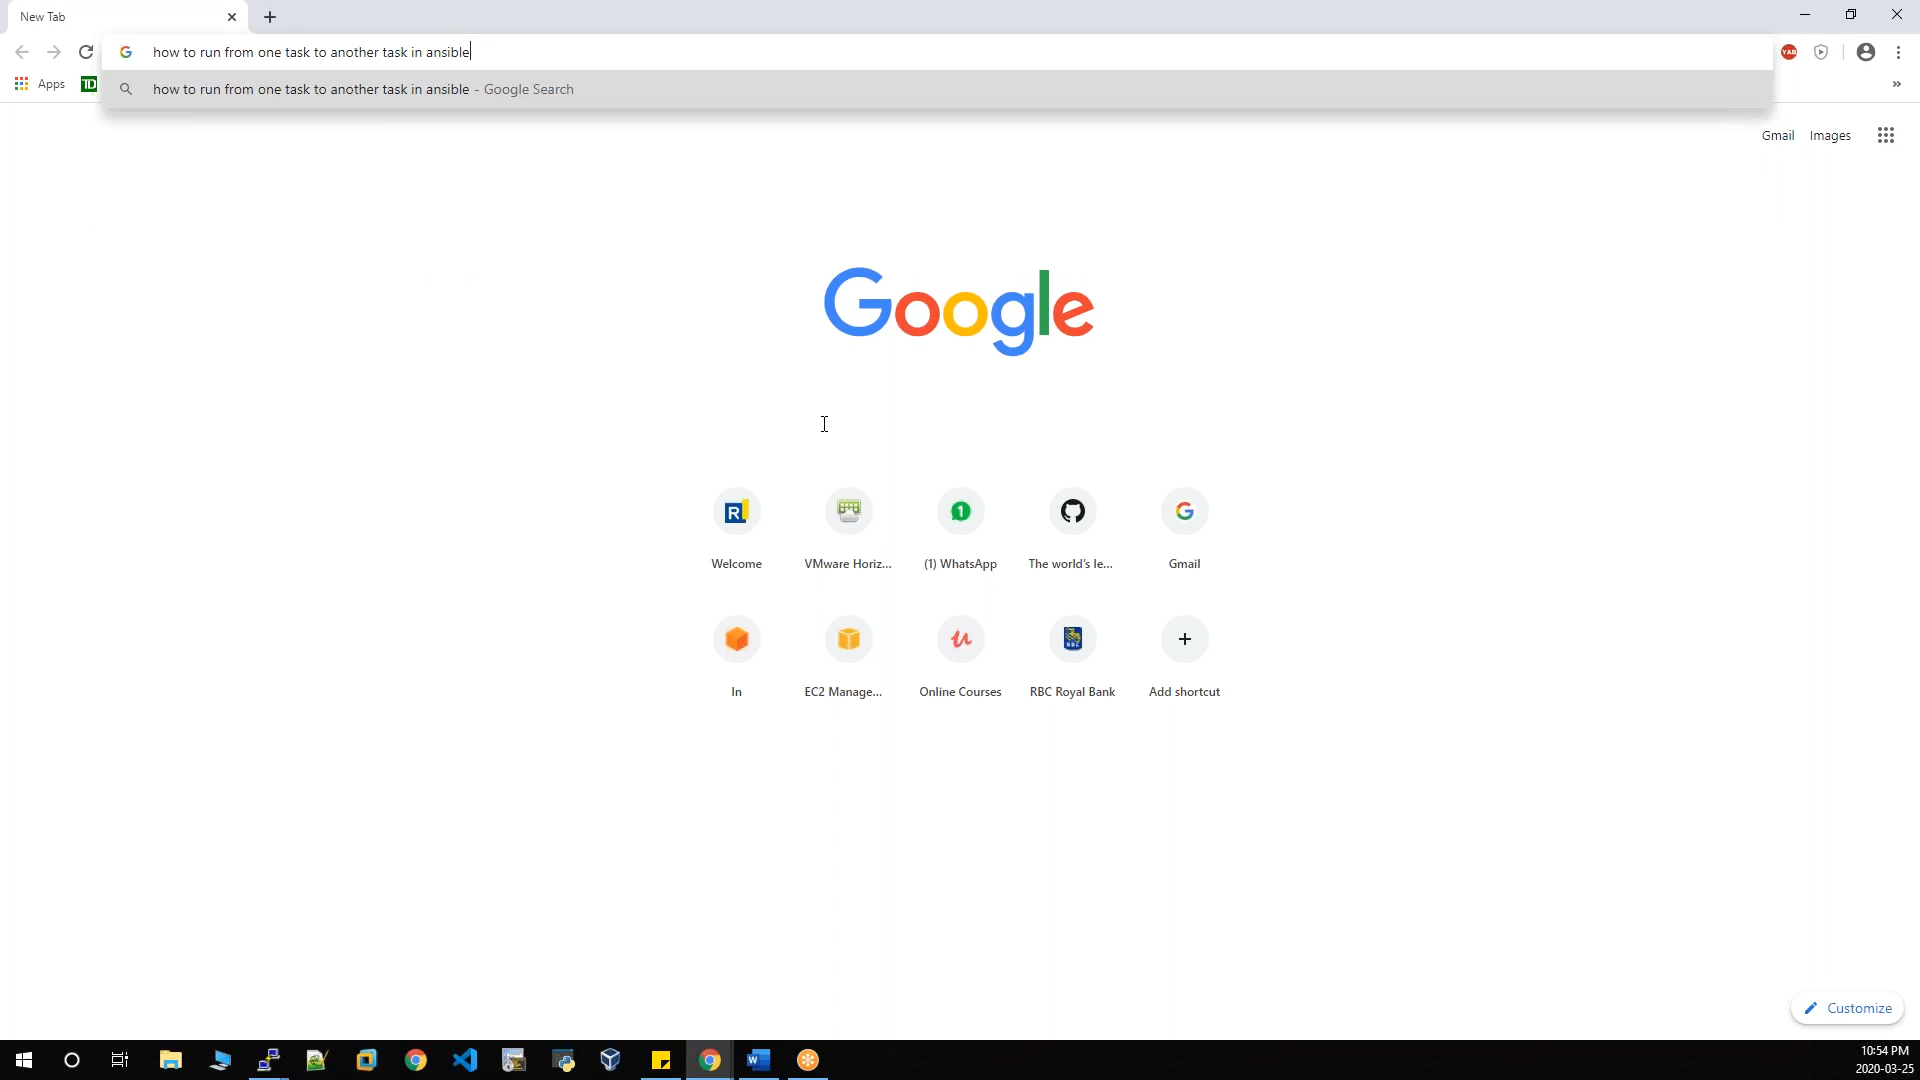 New Tab
how to run from one task to another task in ansible
Apps
how to run from one task to another task in ansible - Google Search
Gmail Images
Google
Welcome VMware Horiz... (1) WhatsApp The world's le... Gmail
In EC2 Manage... Online Courses RBC Royal Bank Add shortcut
Customize
10:54 PM
2020-03-25